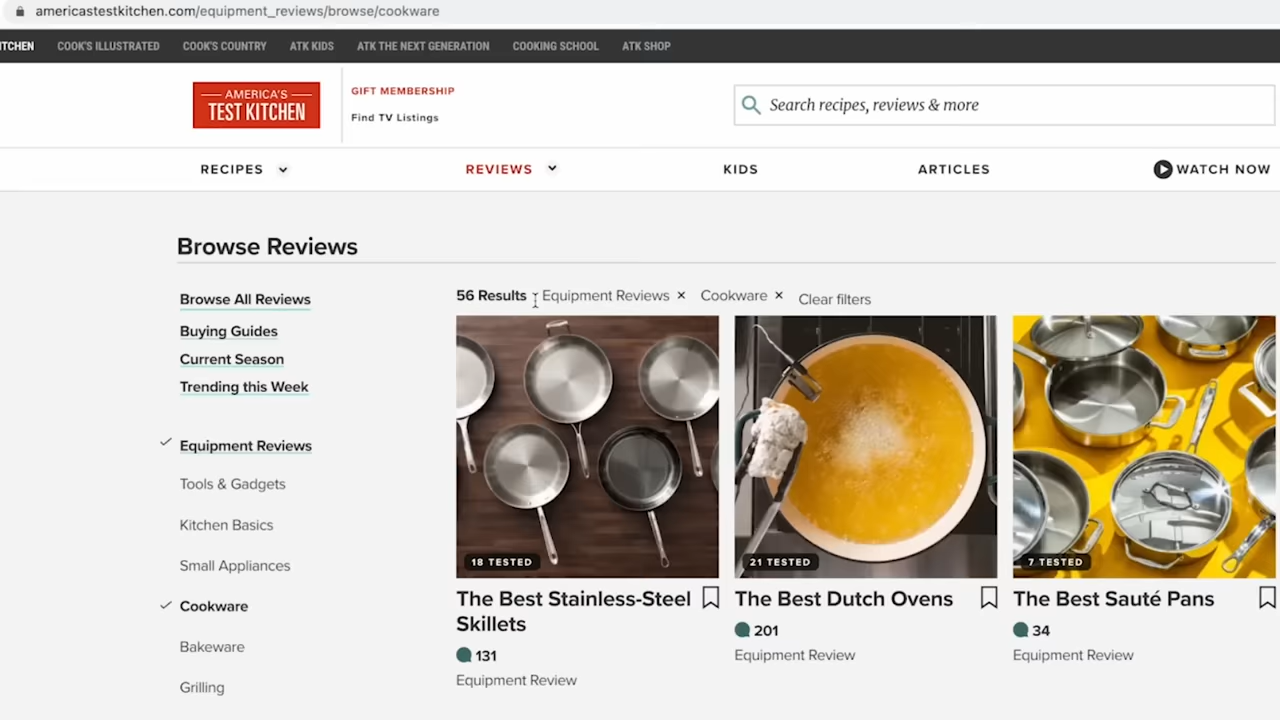 americastestkitchen.com/equipment_reviews/browse/cookware
ITCHEN COOK'S ILLUSTRATED COOK'S COUNTRY ATK KIDS ATK THE NEXT GENERATION COOKING SCHOOL ATK SHOP
AMERICA'S
TEST KITCHEN
GIFT MEMBERSHIP
Find TV Listings
Search recipes, reviews & more
RECIPES REVIEWS KIDS ARTICLES WATCH NOW
Browse Reviews
Browse All Reviews
Buying Guides
Current Season
Trending this Week
Equipment Reviews
Tools & Gadgets
Kitchen Basics
Small Appliances
Cookware
Bakeware
Grilling
56 Results Equipment Reviews × Cookware × Clear filters
18 TESTED
The Best Stainless-Steel
Skillets
131
Equipment Review
21 TESTED
The Best Dutch Ovens
201
Equipment Review
7 TESTED
The Best Sauté Pans
34
Equipment Review